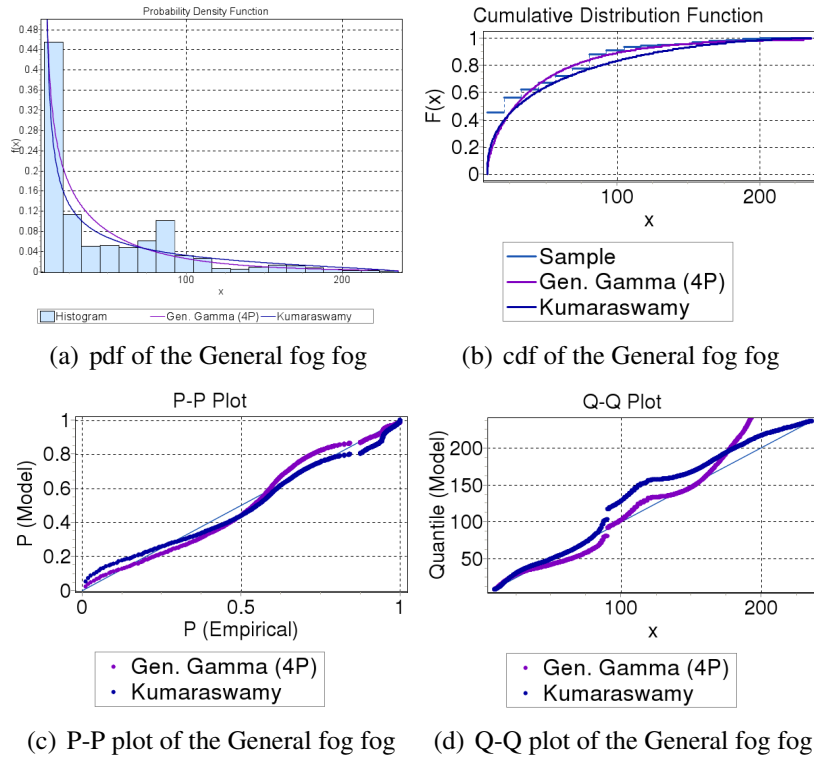 Probability Density Function
0.48
0.44
0.4
0.36
0.32
0.28
0.24
0.2
0.16
0.12
0.08
0.04
0
f(x)
100
200
x
Histogram Gen. Gamma (4P) Kumaraswamy
(a) pdf of the General fog fog
Cumulative Distribution Function
1
0.8
0.6
0.4
0.2
0
F(x)
100
200
x
Sample
Gen. Gamma (4P)
Kumaraswamy
(b) cdf of the General fog fog
P-P Plot
1
0.8
0.6
0.4
0.2
0
P (Model)
0
0.5
1
P (Empirical)
Gen. Gamma (4P)
Kumaraswamy
(c) P-P plot of the General fog fog
Q-Q Plot
200
150
100
50
Quantile (Model)
100
200
x
Gen. Gamma (4P)
Kumaraswamy
(d) Q-Q plot of the General fog fog